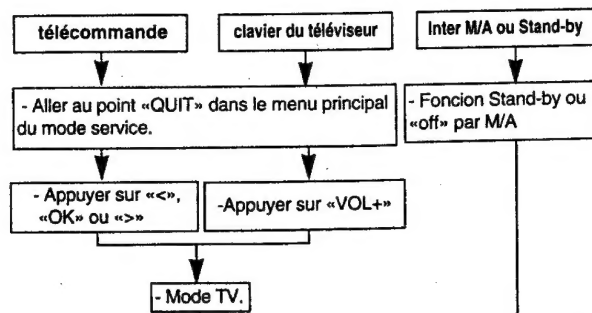 télécommande
clavier du téléviseur
Inter M/A ou Stand-by
- Aller au point «QUIT» dans le menu principal
du mode service.
- Foncion Stand-by ou
«off» par M/A
- Appuyer sur «<»,
«OK» ou «>»
-Appuyer sur «VOL+»
- Mode TV.